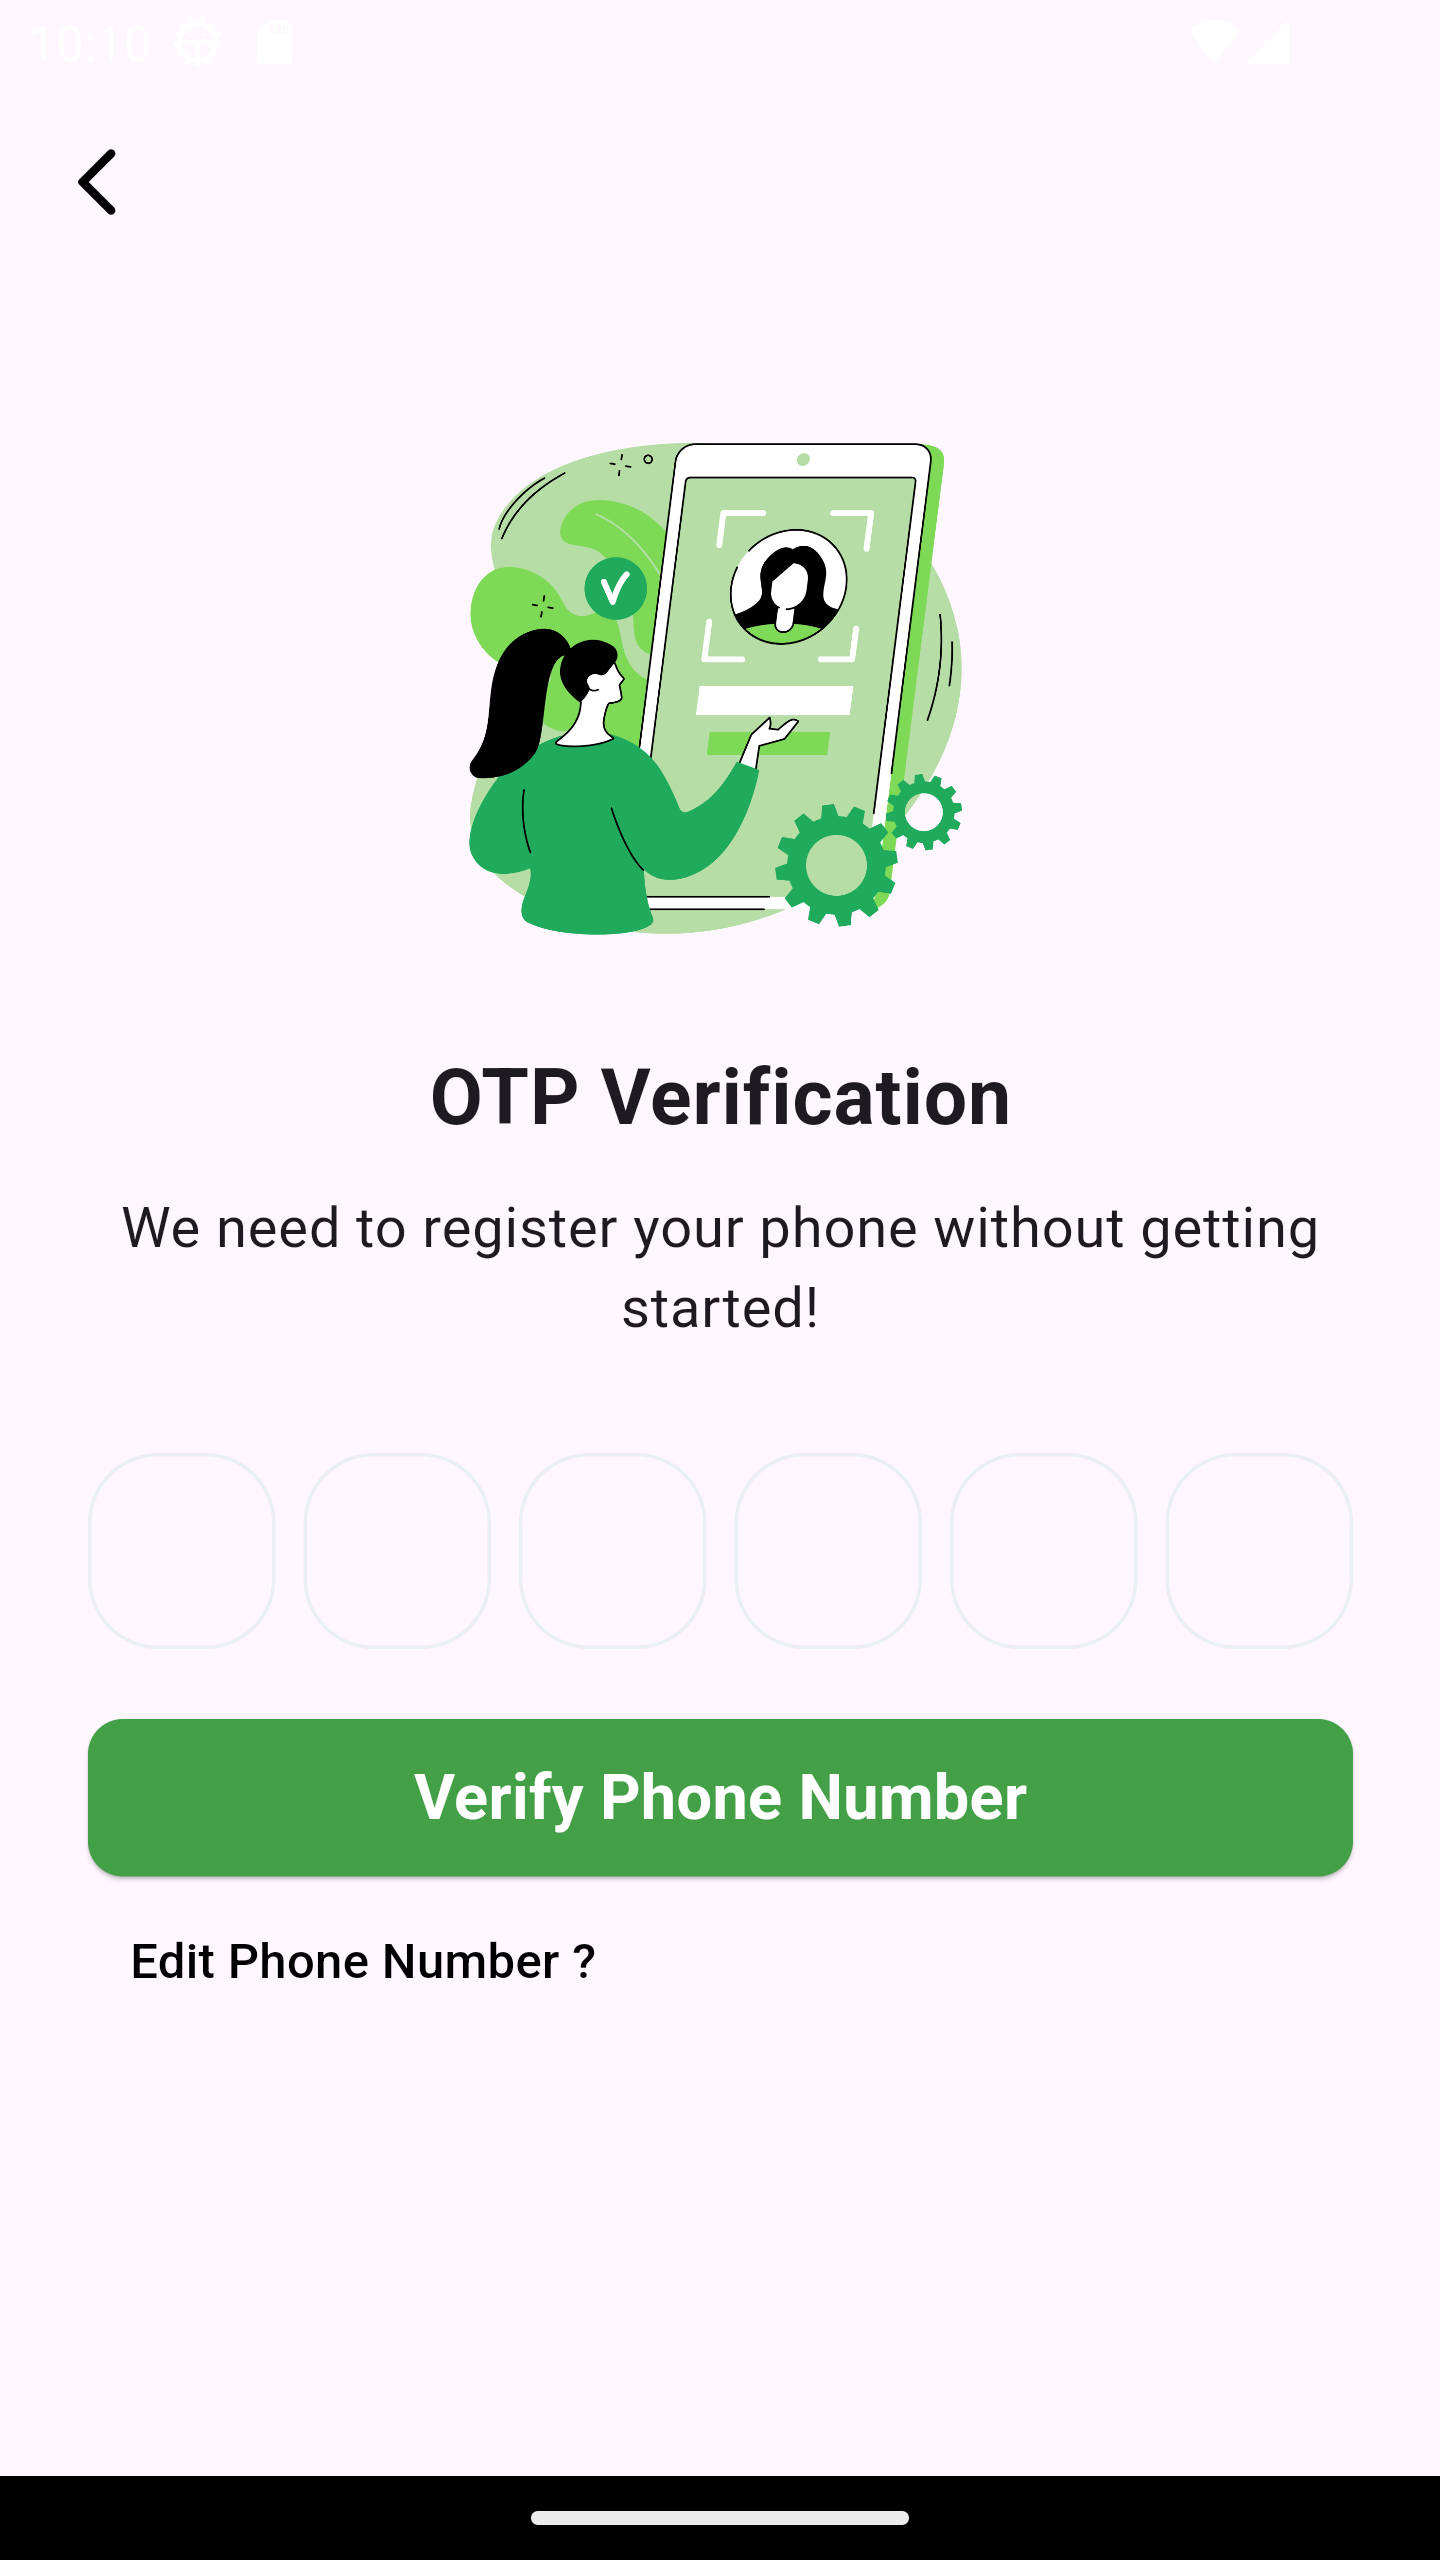 10:10
OTP Verification
We need to register your phone without getting
started!
Verify Phone Number
Edit Phone Number ?